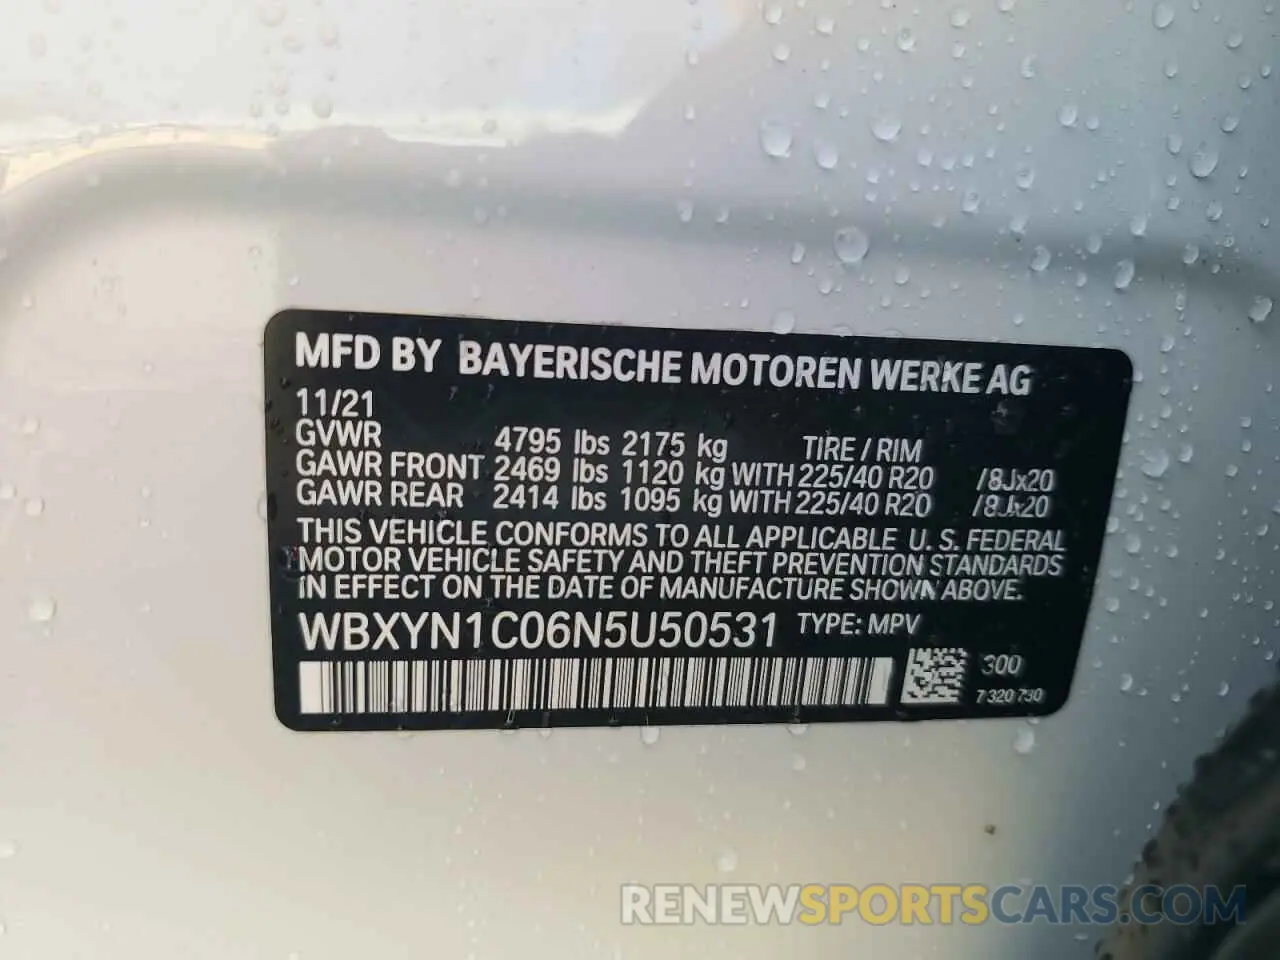 MFD BY BAYERISCHE MOTOREN WERKE AG
11/21
GVWR 4795 lbs 2175 kg TIRE / RIM
GAWR FRONT 2469 lbs 1120 kg WITH 225/40 R20 /8Jx20
GAWR REAR 2414 lbs 1095 kg WITH 225/40 R20 /8Jx20
THIS VEHICLE CONFORMS TO ALL APPLICABLE U. S. FEDERAL
MOTOR VEHICLE SAFETY AND THEFT PREVENTION STANDARDS
IN EFFECT ON THE DATE OF MANUFACTURE SHOWN ABOVE.
WBXYN1C06N5U50531 TYPE: MPV
300
7 320 730
RENEWSPORTSCARS.COM